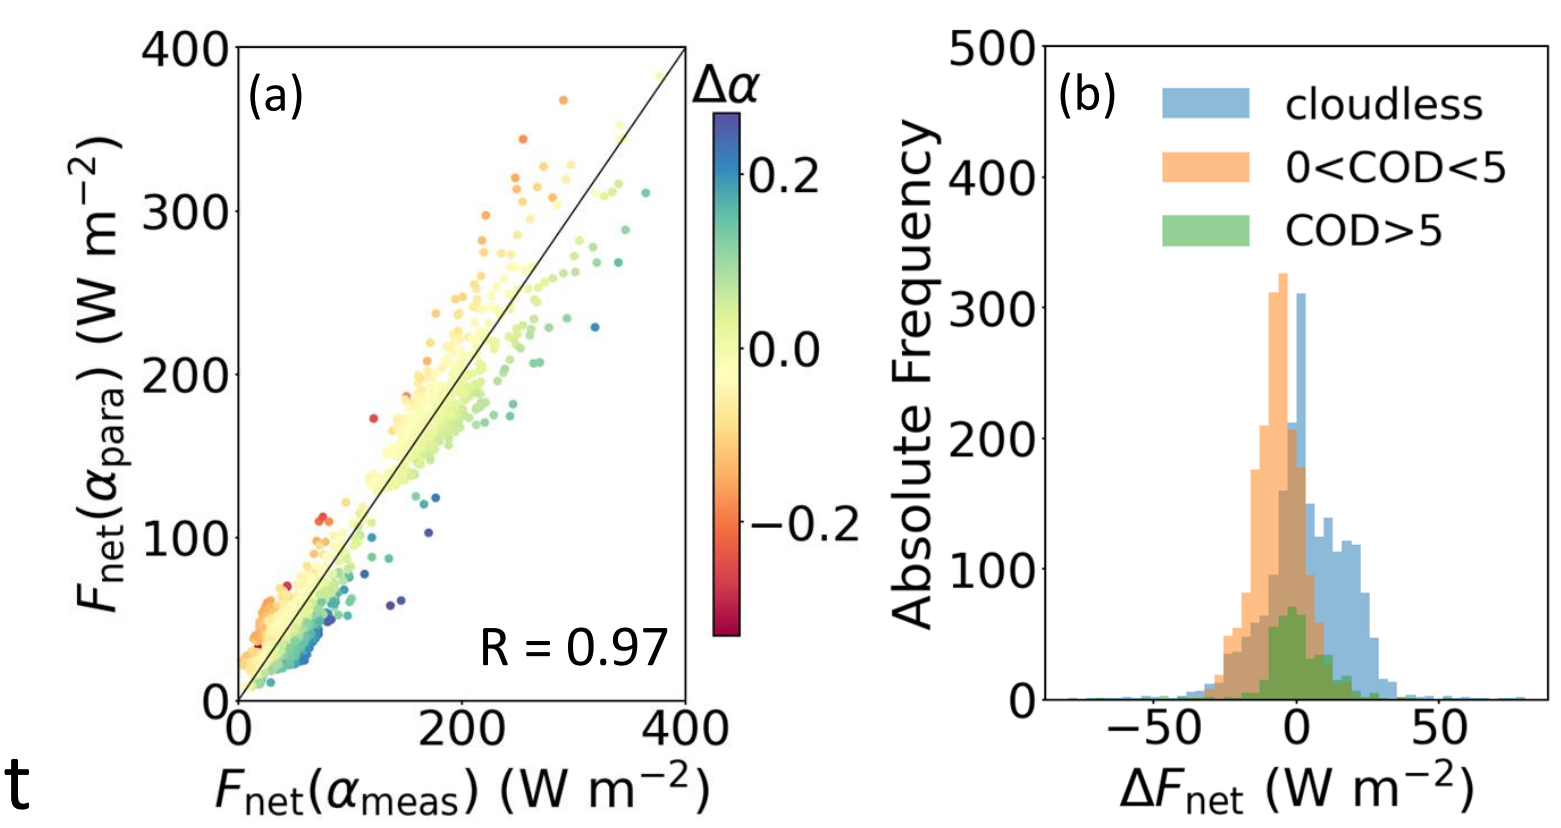 (a)
400
300
200
100
0
F_net(α_para) (W m⁻²)
0 200 400
F_net(α_meas) (W m⁻²)
R = 0.97
Δα
0.2
0.0
−0.2
(b)
cloudless
0<COD<5
COD>5
500
400
300
200
100
0
Absolute Frequency
−50 0 50
ΔF_net (W m⁻²)
t